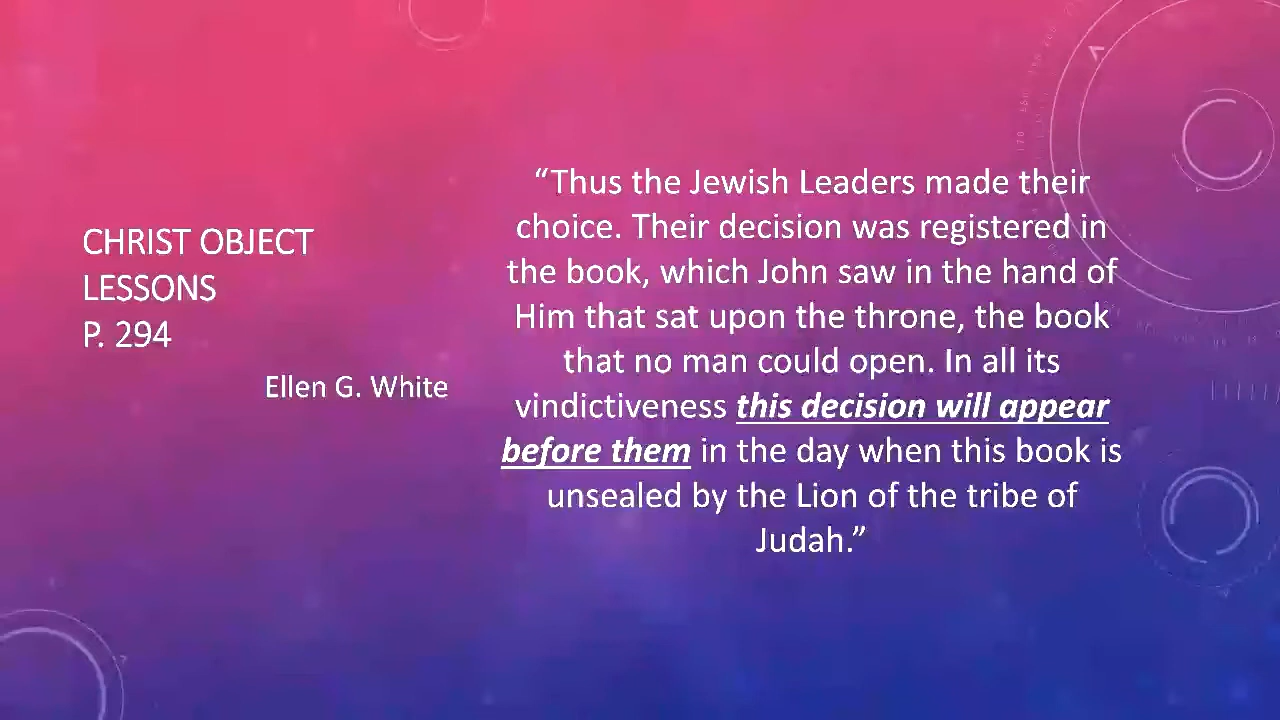 CHRIST OBJECT
LESSONS
P. 294
Ellen G. White
“Thus the Jewish Leaders made their
choice. Their decision was registered in
the book, which John saw in the hand of
Him that sat upon the throne, the book
that no man could open. In all its
vindictiveness this decision will appear
before them in the day when this book is
unsealed by the Lion of the tribe of
Judah.”